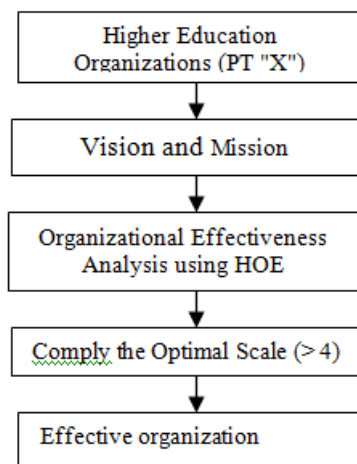 Higher Education
Organizations (PT "X")
Vision and Mission
Organizational Effectiveness
Analysis using HOE
Comply the Optimal Scale (> 4)
Effective organization